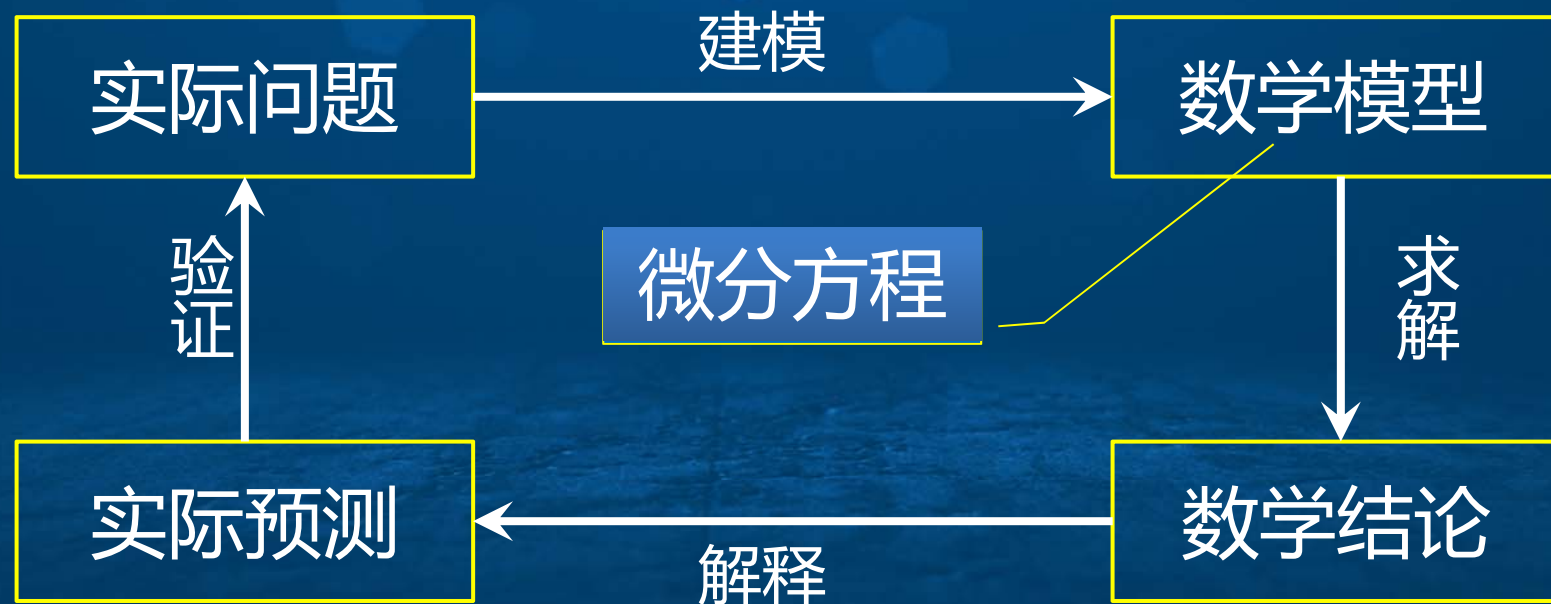 建模
实际问题
数学模型
验证
微分方程
求解
实际预测
数学结论
解释